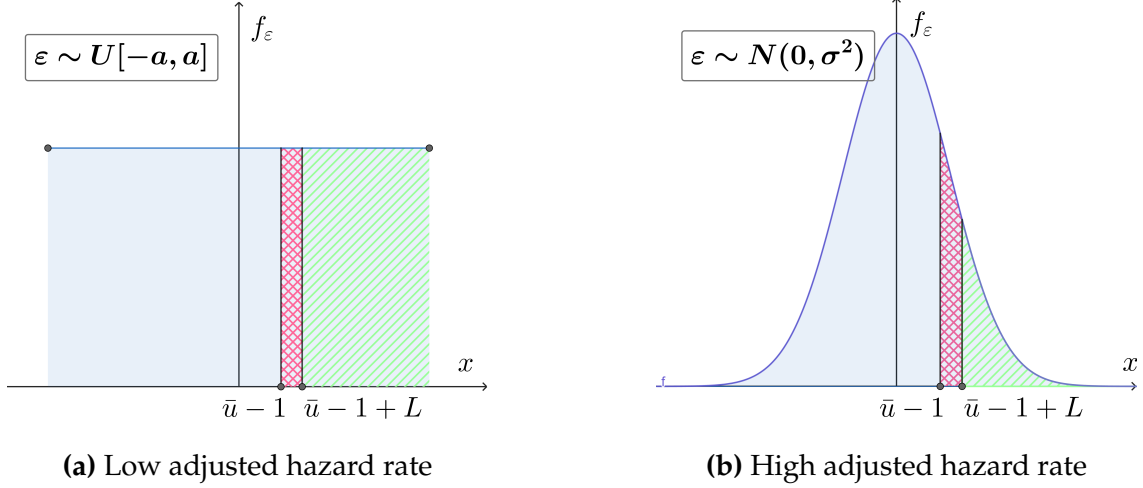 f_ε
ε ∼ U[−a, a]
x
ū − 1
ū − 1 + L
(a) Low adjusted hazard rate
f_ε
ε ∼ N(0, σ²)
x
f
ū − 1
ū − 1 + L
(b) High adjusted hazard rate